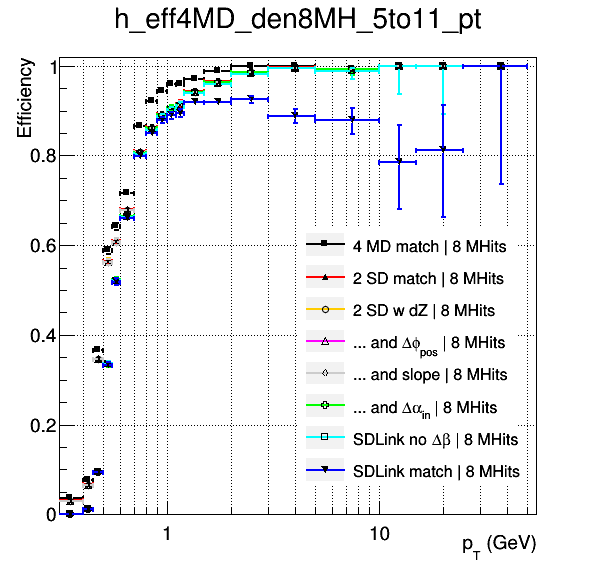 h_eff4MD_den8MH_5to11_pt
Efficiency
1
0.8
0.6
0.4
0.2
0
4 MD match | 8 MHits
2 SD match | 8 MHits
2 SD w dZ | 8 MHits
... and Δϕpos | 8 MHits
... and slope | 8 MHits
... and Δαin | 8 MHits
SDLink no Δβ | 8 MHits
SDLink match | 8 MHits
1 10
pT (GeV)